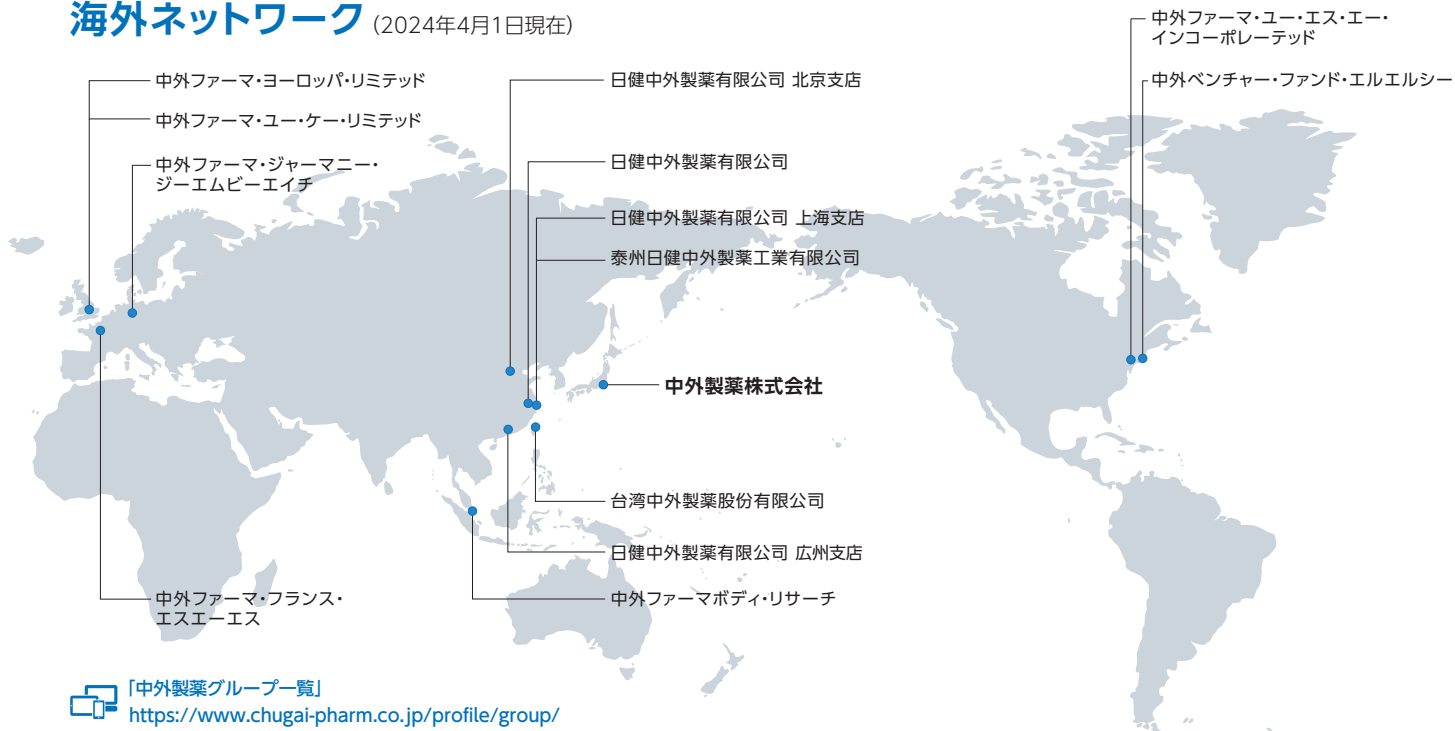 海外ネットワーク (2024年4月1日現在)
中外ファーマ・ヨーロッパ・リミテッド
中外ファーマ・ユー・ケー・リミテッド
中外ファーマ・ジャーマニー・
ジーエムビーエイチ
日健中外製薬有限公司 北京支店
日健中外製薬有限公司
日健中外製薬有限公司 上海支店
泰州日健中外製薬工業有限公司
中外ファーマ・ユー・エス・エー・
インコーポレーテッド
中外ベンチャー・ファンド・エルエルシー
中外製薬株式会社
台湾中外製薬股份有限公司
日健中外製薬有限公司 広州支店
中外ファーマボディ・リサーチ
中外ファーマ・フランス・
エスエーエス
「中外製薬グループ一覧」
https://www.chugai-pharm.co.jp/profile/group/